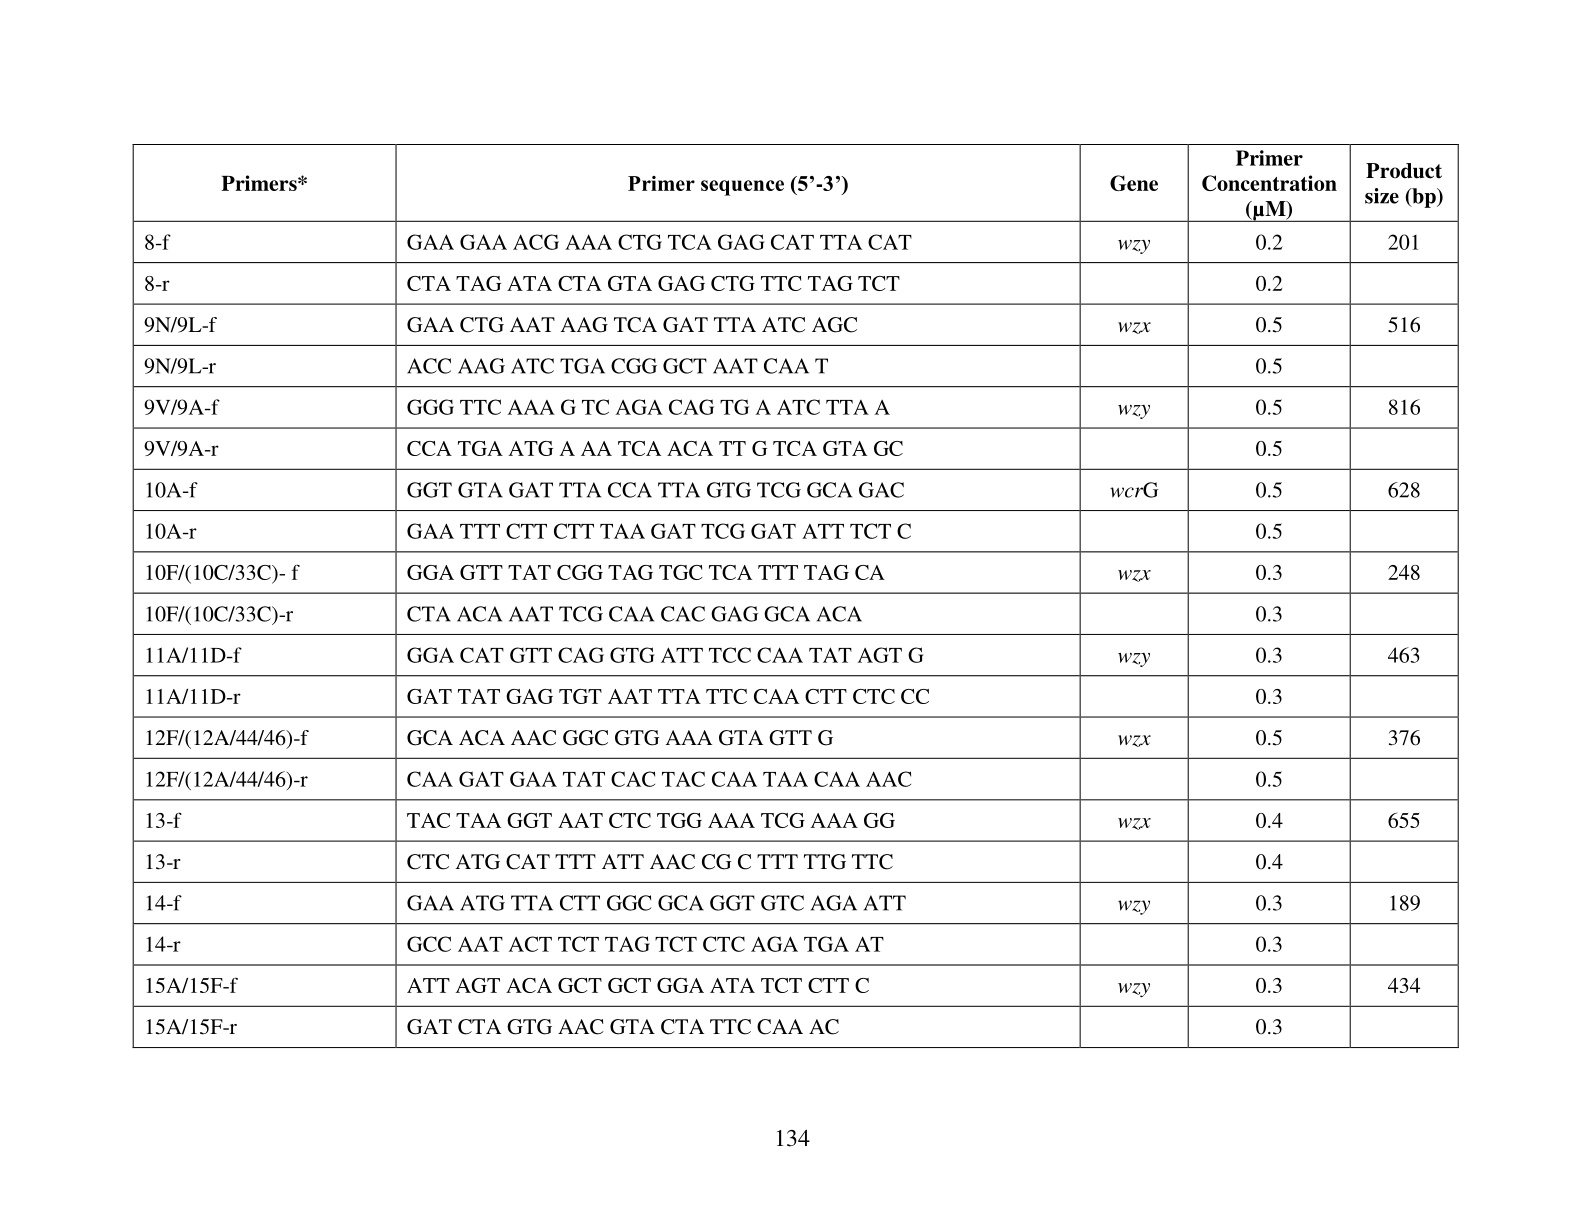 Primers* Primer sequence (5’-3’) Gene Primer Concentration (µM) Product size (bp)
8-f GAA GAA ACG AAA CTG TCA GAG CAT TTA CAT wzy 0.2 201
8-r CTA TAG ATA CTA GTA GAG CTG TTC TAG TCT 0.2
9N/9L-f GAA CTG AAT AAG TCA GAT TTA ATC AGC wzx 0.5 516
9N/9L-r ACC AAG ATC TGA CGG GCT AAT CAA T 0.5
9V/9A-f GGG TTC AAA G TC AGA CAG TG A ATC TTA A wzy 0.5 816
9V/9A-r CCA TGA ATG A AA TCA ACA TT G TCA GTA GC 0.5
10A-f GGT GTA GAT TTA CCA TTA GTG TCG GCA GAC wcrG 0.5 628
10A-r GAA TTT CTT CTT TAA GAT TCG GAT ATT TCT C 0.5
10F/(10C/33C)- f GGA GTT TAT CGG TAG TGC TCA TTT TAG CA wzx 0.3 248
10F/(10C/33C)-r CTA ACA AAT TCG CAA CAC GAG GCA ACA 0.3
11A/11D-f GGA CAT GTT CAG GTG ATT TCC CAA TAT AGT G wzy 0.3 463
11A/11D-r GAT TAT GAG TGT AAT TTA TTC CAA CTT CTC CC 0.3
12F/(12A/44/46)-f GCA ACA AAC GGC GTG AAA GTA GTT G wzx 0.5 376
12F/(12A/44/46)-r CAA GAT GAA TAT CAC TAC CAA TAA CAA AAC 0.5
13-f TAC TAA GGT AAT CTC TGG AAA TCG AAA GG wzx 0.4 655
13-r CTC ATG CAT TTT ATT AAC CG C TTT TTG TTC 0.4
14-f GAA ATG TTA CTT GGC GCA GGT GTC AGA ATT wzy 0.3 189
14-r GCC AAT ACT TCT TAG TCT CTC AGA TGA AT 0.3
15A/15F-f ATT AGT ACA GCT GCT GGA ATA TCT CTT C wzy 0.3 434
15A/15F-r GAT CTA GTG AAC GTA CTA TTC CAA AC 0.3
134